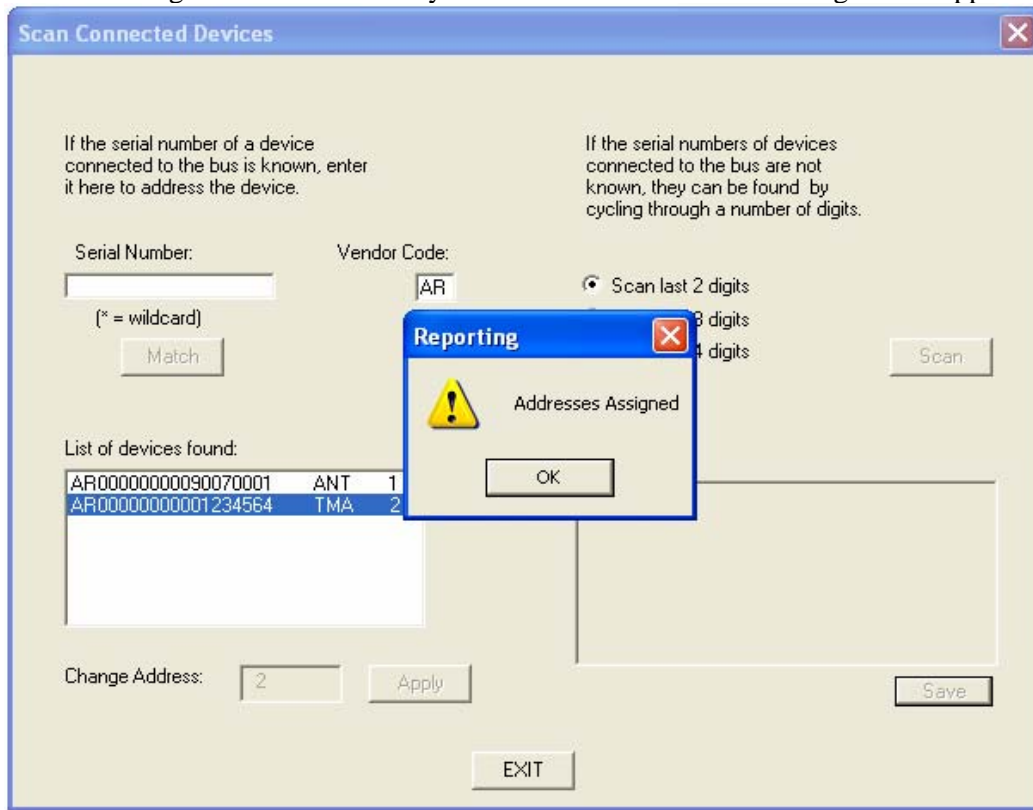 Scan Connected Devices
If the serial number of a device
connected to the bus is known, enter
it here to address the device.
If the serial numbers of devices
connected to the bus are not
known, they can be found by
cycling through a number of digits.
Serial Number:
Vendor Code:
AR
(* = wildcard)
Match
Scan last 2 digits
3 digits
4 digits
Scan
Reporting
Addresses Assigned
OK
List of devices found:
AR00000000090070001 ANT 1
AR00000000001234564 TMA 2
Change Address:
2
Apply
Save
EXIT